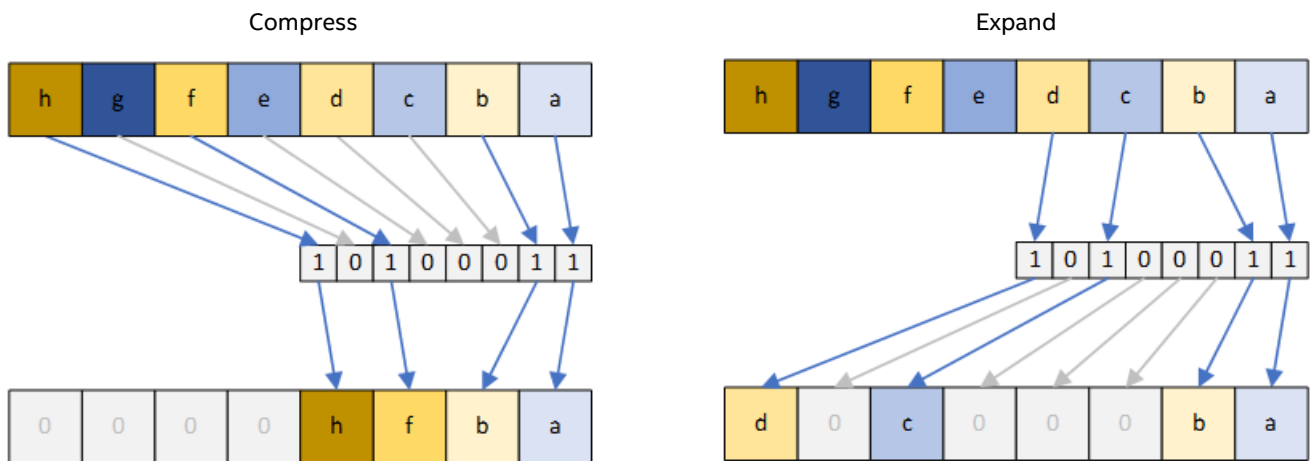 Compress
h g f e d c b a
1 0 1 0 0 0 1 1
0 0 0 0 h f b a
Expand
h g f e d c b a
1 0 1 0 0 0 1 1
d 0 c 0 0 0 b a